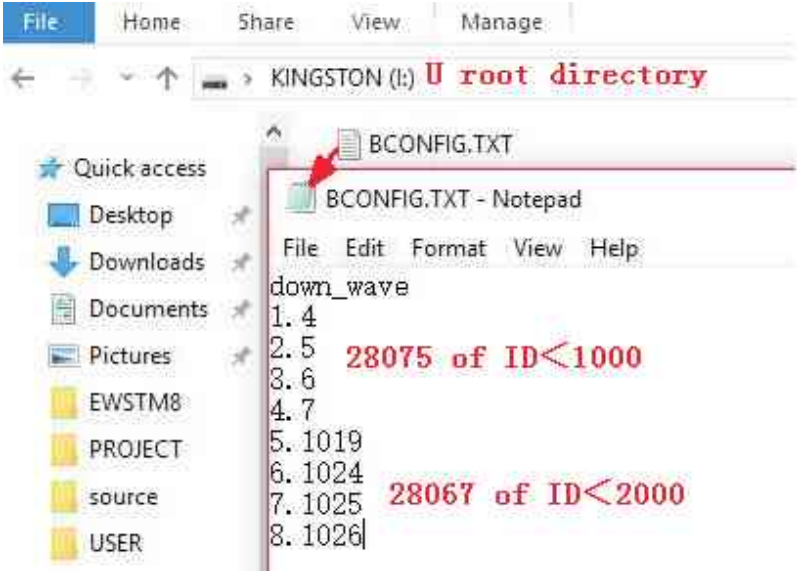 File Home Share View Manage
KINGSTON (I:) U root directory
BCONFIG.TXT
Quick access
BCONFIG.TXT - Notepad
Desktop
File Edit Format View Help
Downloads
down_wave
Documents
1. 4
2. 5
28075 of ID<1000
Pictures
3. 6
EWSTM8
4. 7
PROJECT
5. 1019
6. 1024
source
7. 1025
28067 of ID<2000
USER
8. 1026